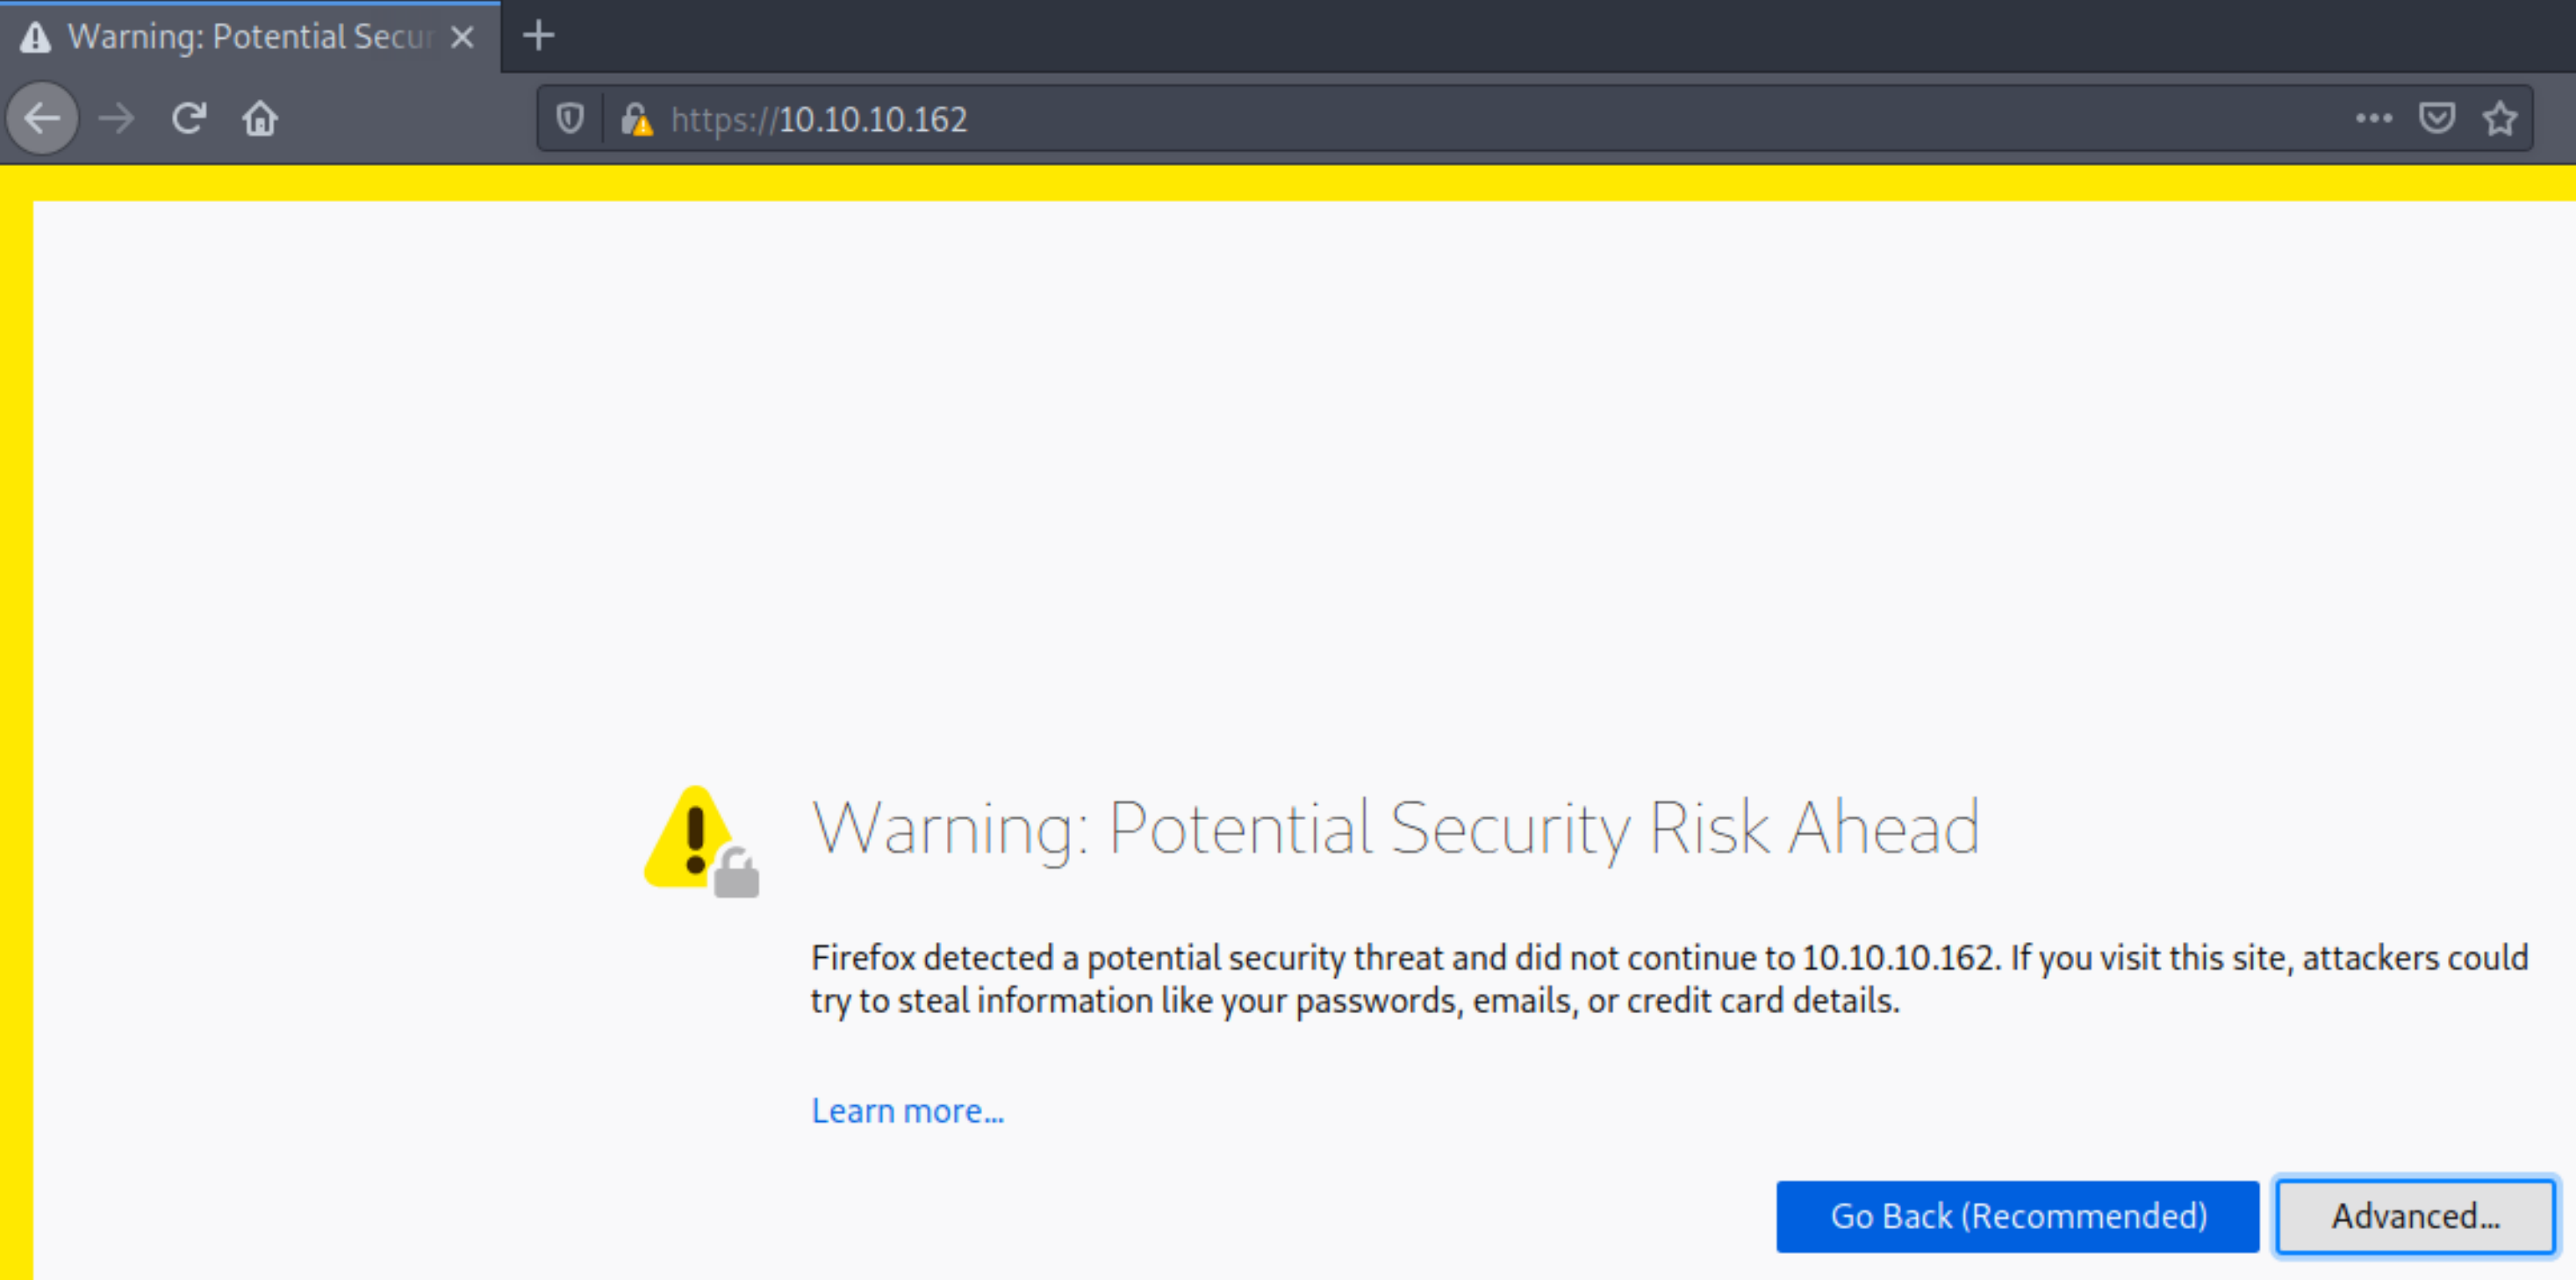 Warning: Potential Secur
https://10.10.10.162
Warning: Potential Security Risk Ahead
Firefox detected a potential security threat and did not continue to 10.10.10.162. If you visit this site, attackers could
try to steal information like your passwords, emails, or credit card details.
Learn more...
Go Back (Recommended) Advanced...